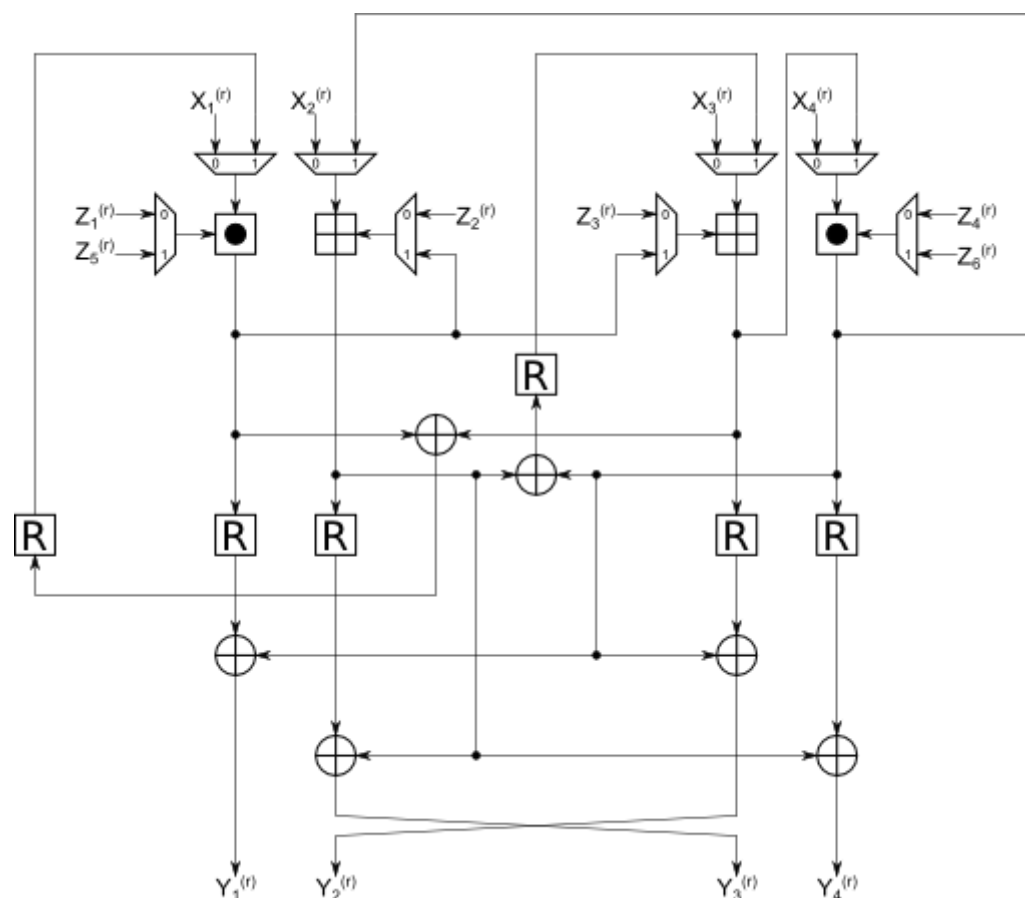 X₁⁽ʳ⁾ X₂⁽ʳ⁾ X₃⁽ʳ⁾ X₄⁽ʳ⁾
0 1 0 1 0 1 0 1
Z₁⁽ʳ⁾ 0 0 Z₂⁽ʳ⁾ Z₃⁽ʳ⁾ 0 0 Z₄⁽ʳ⁾
Z₅⁽ʳ⁾ 1 1 1 1 Z₆⁽ʳ⁾
R
R R R R R
Y₁⁽ʳ⁾ Y₂⁽ʳ⁾ Y₃⁽ʳ⁾ Y₄⁽ʳ⁾